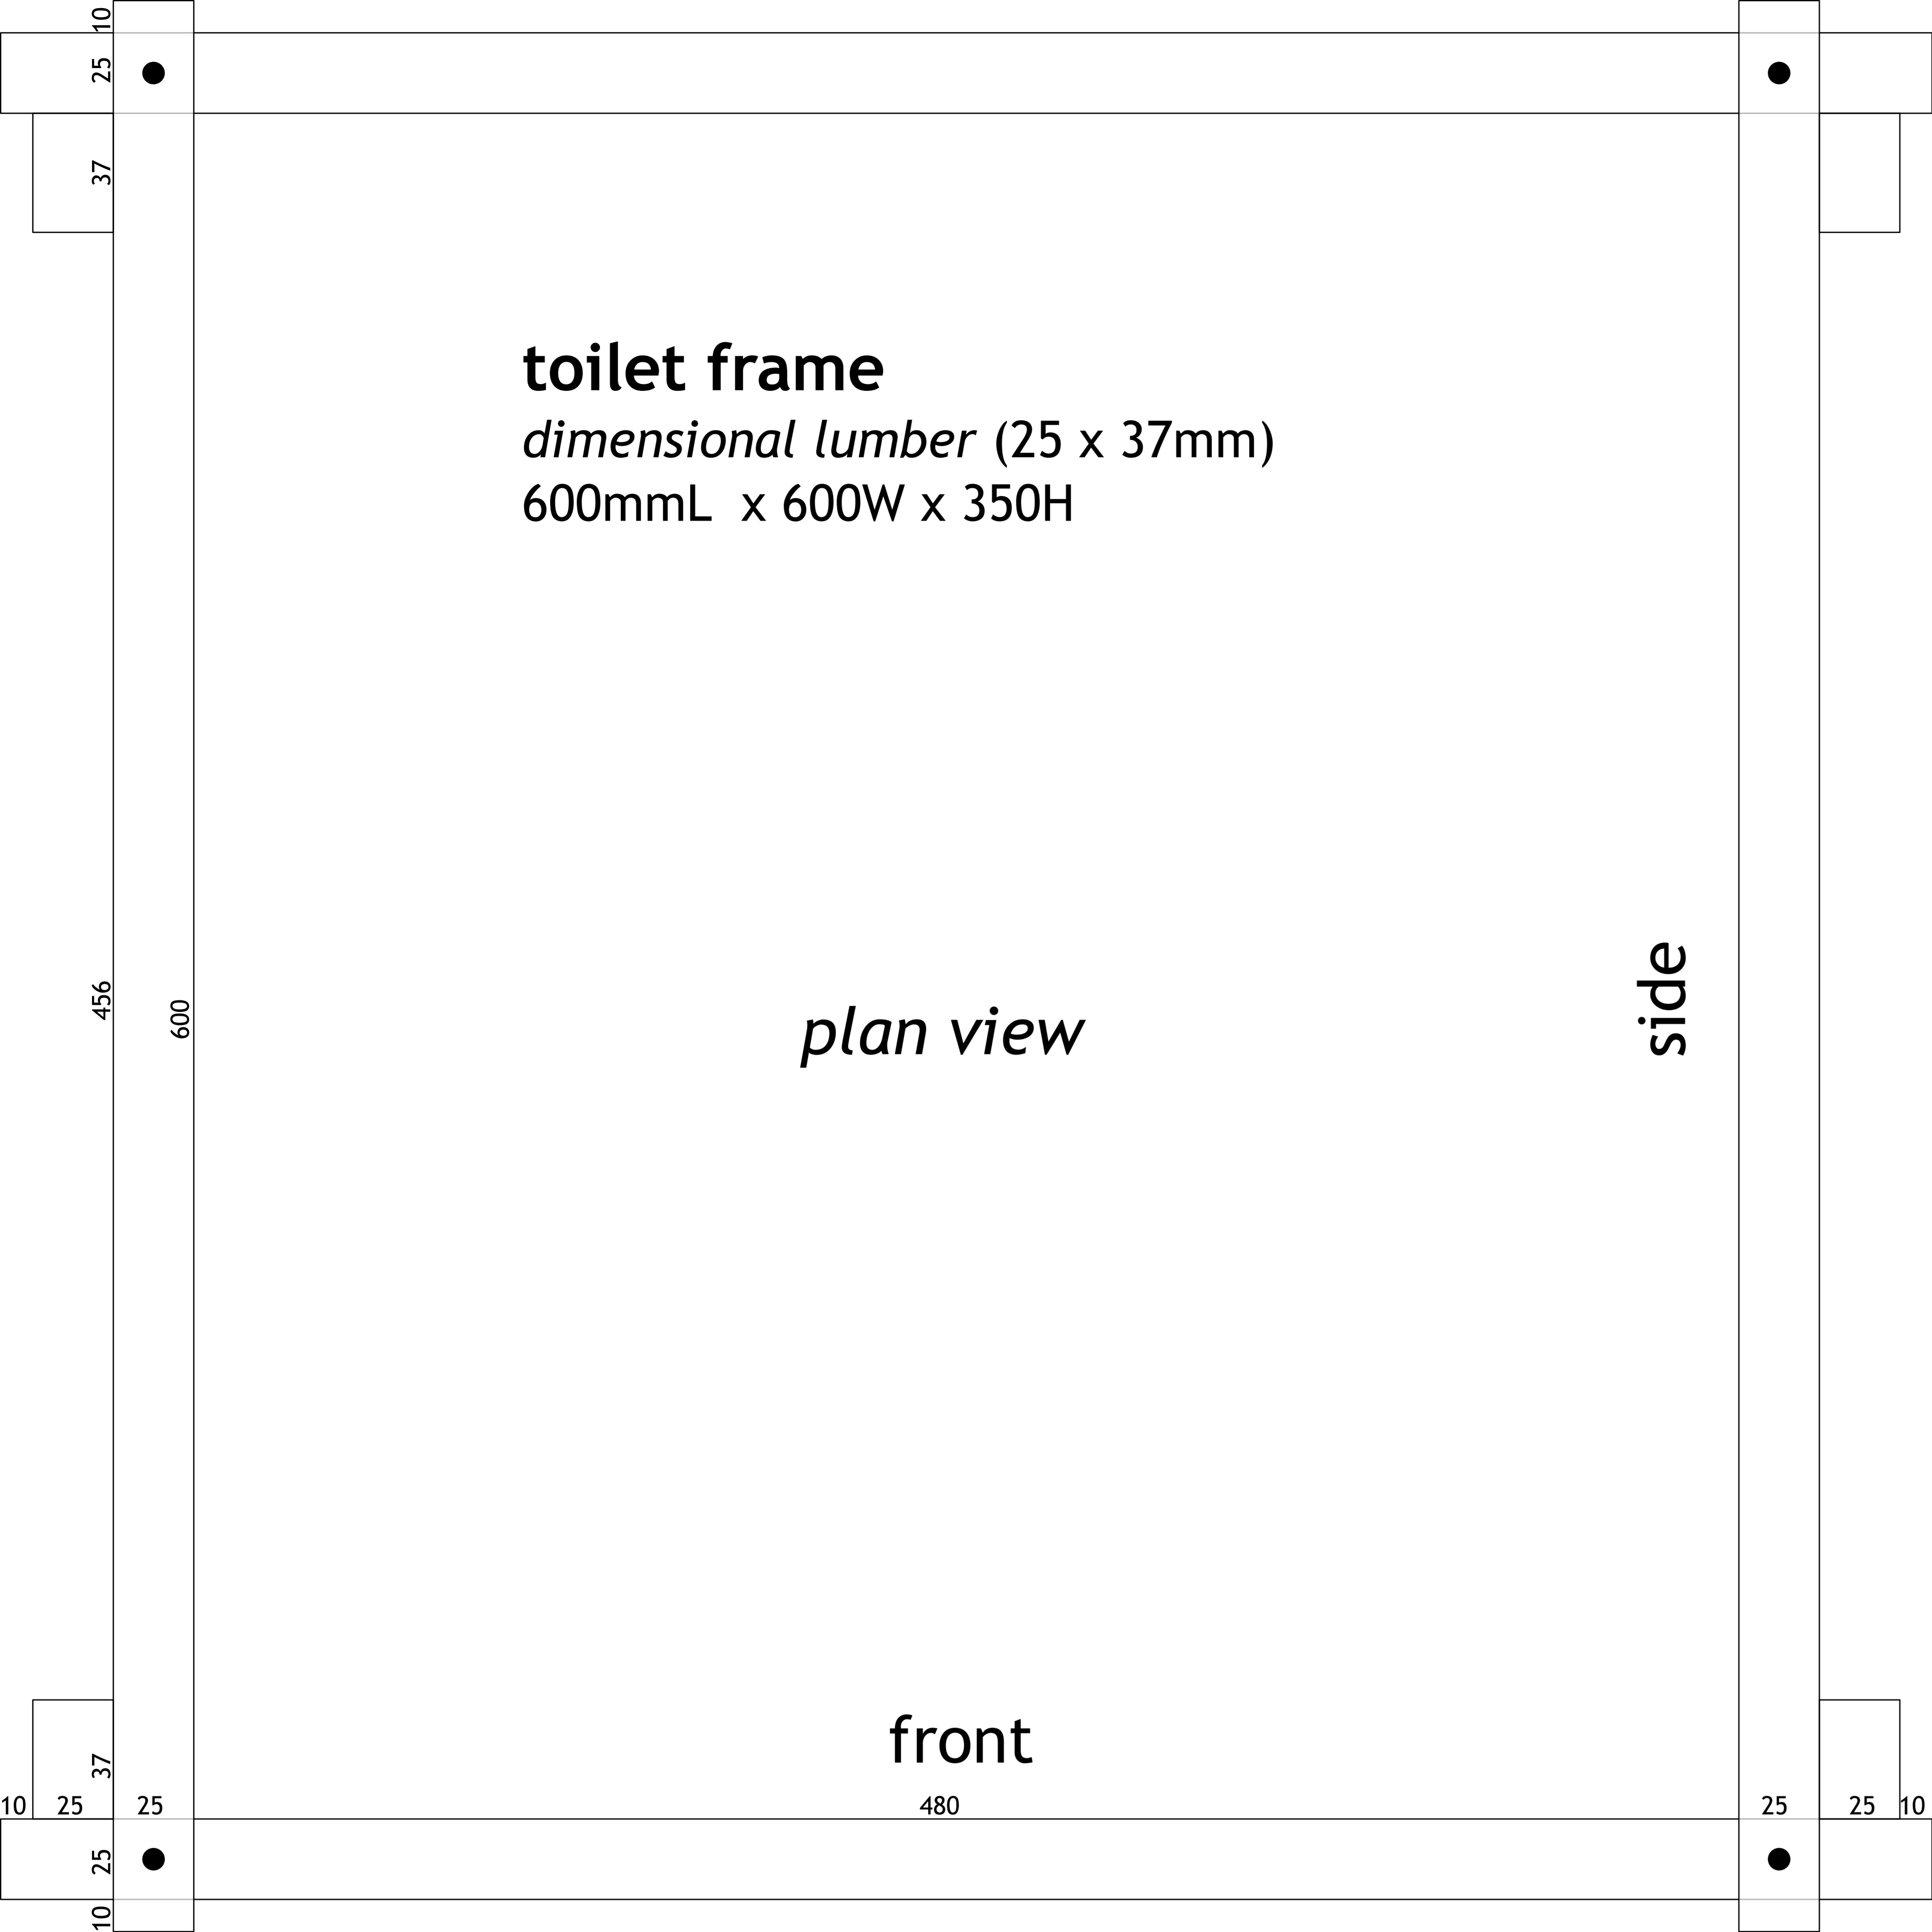 10
25
37
toilet frame
dimensional lumber (25 x 37mm)
600mmL x 600W x 350H
456
600
plan view
side
front
37
10 25 25 480 25 25 10
25
10